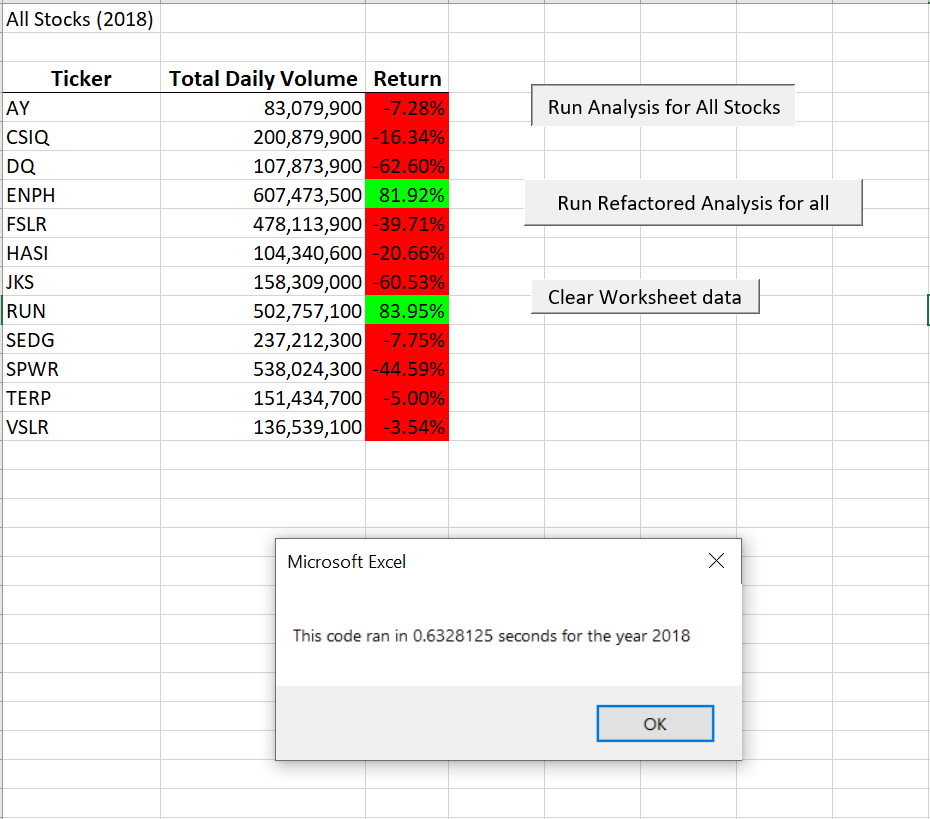 All Stocks (2018)
Ticker Total Daily Volume Return
AY 83,079,900 -7.28%
CSIQ 200,879,900 -16.34%
DQ 107,873,900 -62.60%
ENPH 607,473,500 81.92%
FSLR 478,113,900 -39.71%
HASI 104,340,600 -20.66%
JKS 158,309,000 -60.53%
RUN 502,757,100 83.95%
SEDG 237,212,300 -7.75%
SPWR 538,024,300 -44.59%
TERP 151,434,700 -5.00%
VSLR 136,539,100 -3.54%
Run Analysis for All Stocks
Run Refactored Analysis for all
Clear Worksheet data
Microsoft Excel
This code ran in 0.6328125 seconds for the year 2018
OK